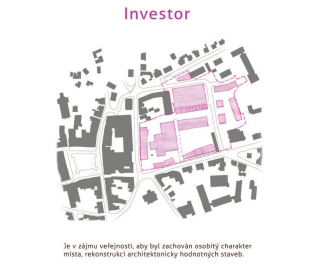 Investor
Je v zájmu veřejnosti, aby byl zachován osobitý charakter
místa, rekonstrukcí architektonicky hodnotných staveb.